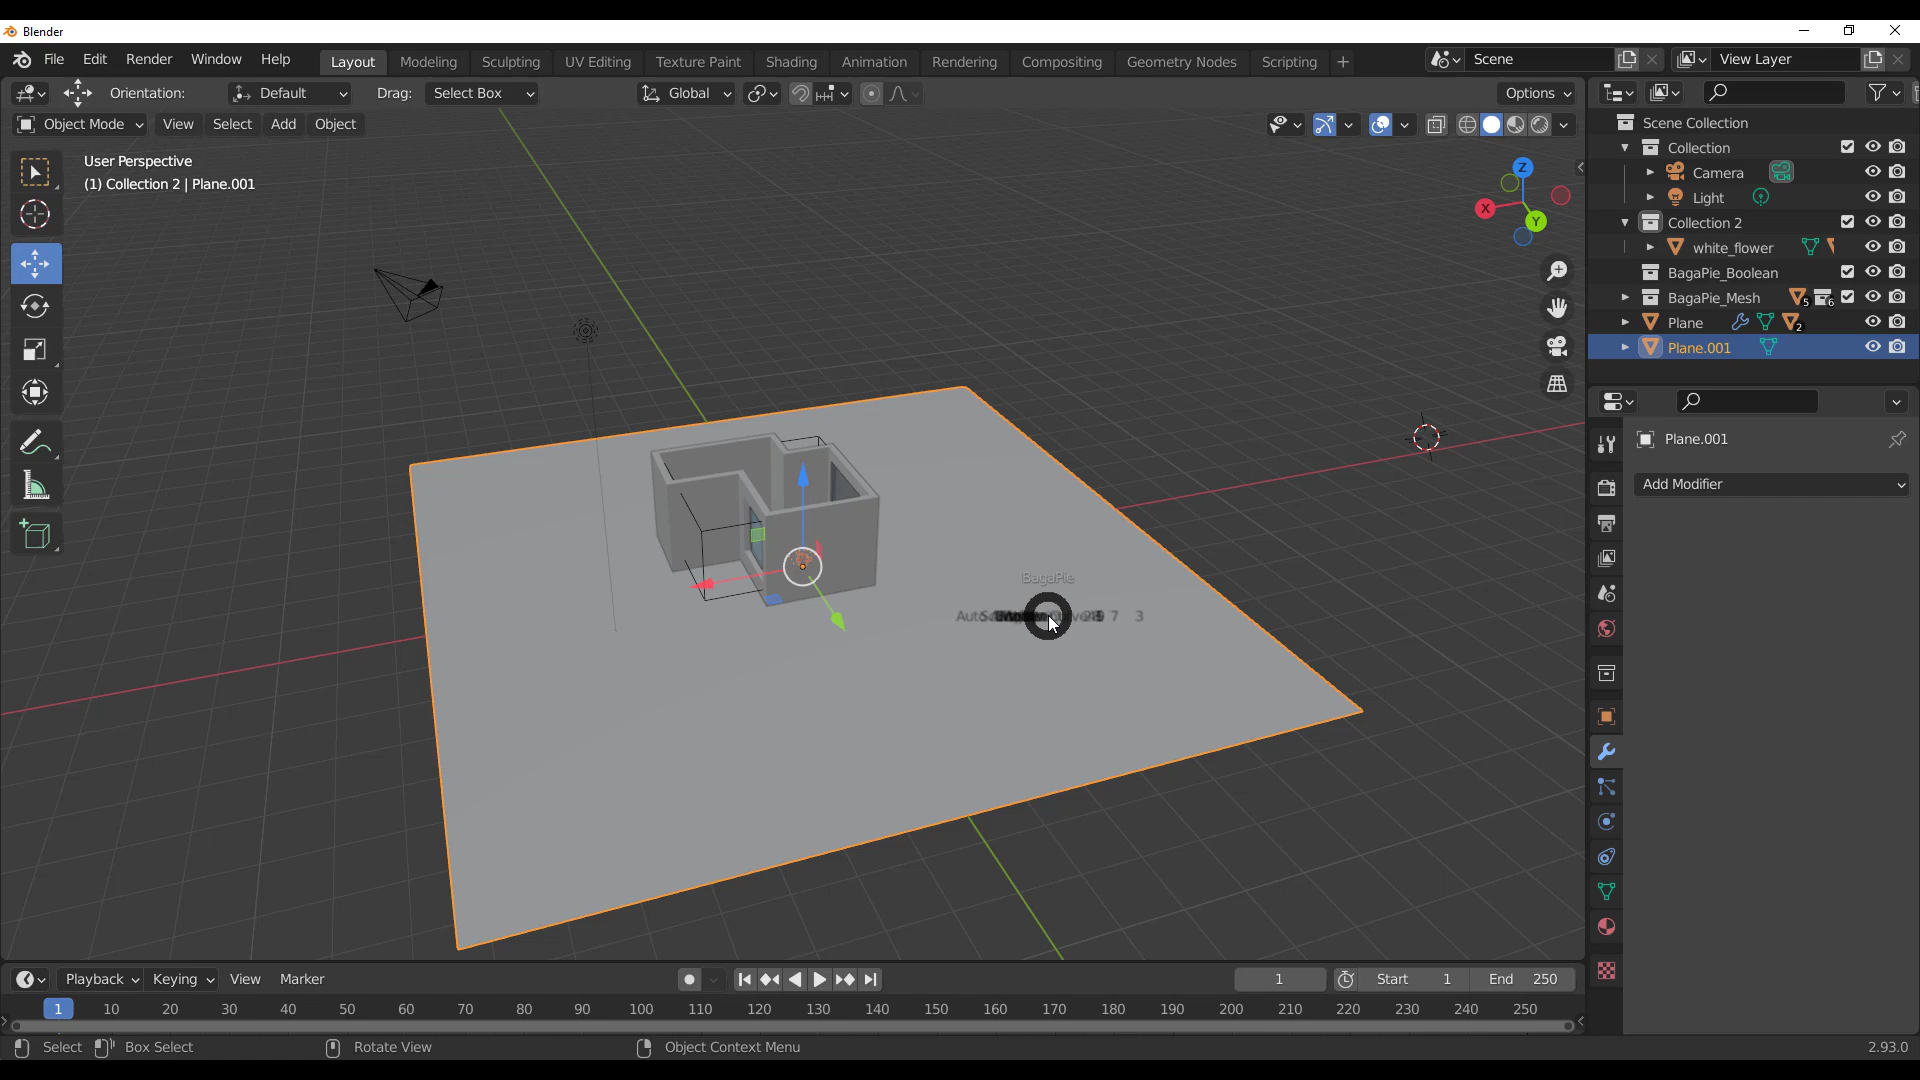 Blender
File Edit Render Window Help Layout Modeling Sculpting UV Editing Texture Paint Shading Animation Rendering Compositing Geometry Nodes Scripting + Scene View Layer
Orientation: Default Drag: Select Box Global Options
Object Mode View Select Add Object
User Perspective
(1) Collection 2 | Plane.001
Z
X
Y
BagaPie
7 3
Scene Collection
Collection
Camera
Light
Collection 2
white_flower
BagaPie_Boolean
BagaPie_Mesh 5 6
Plane 2
Plane.001
Plane.001
Add Modifier
Playback Keying View Marker 1 Start 1 End 250
1 10 20 30 40 50 60 70 80 90 100 110 120 130 140 150 160 170 180 190 200 210 220 230 240 250
Select Box Select Rotate View Object Context Menu 2.93.0